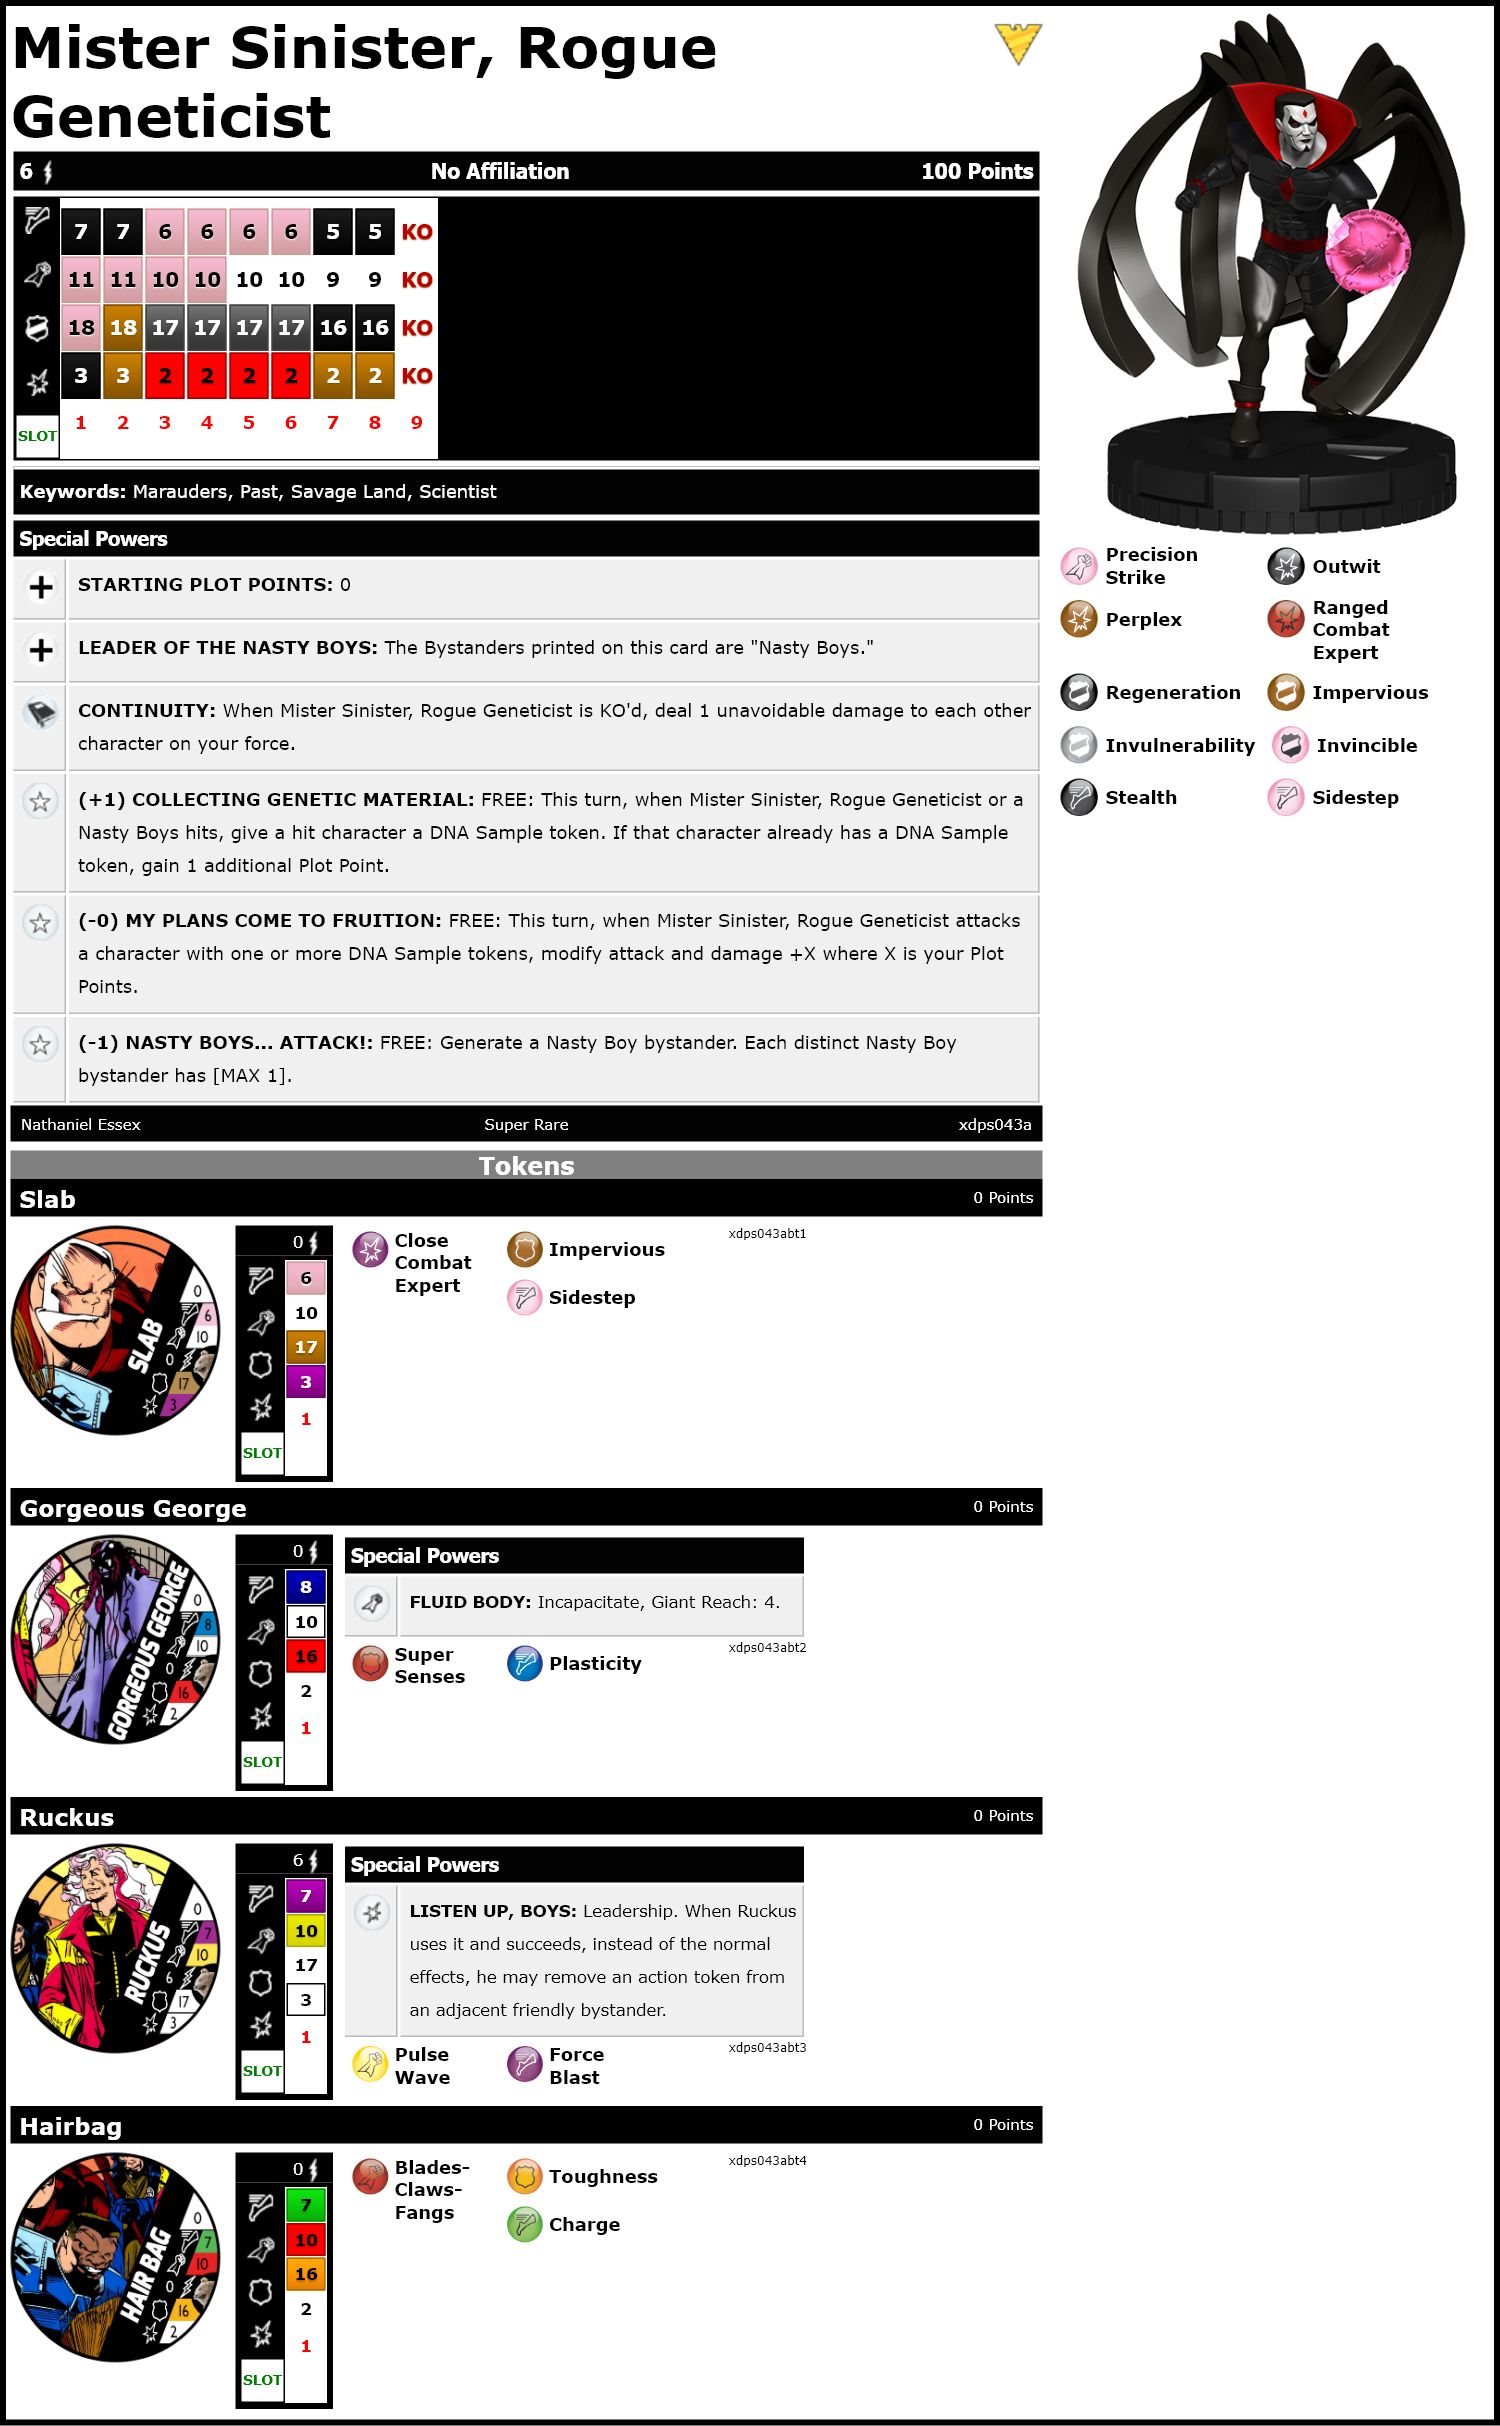 Mister Sinister, Rogue
Geneticist
6 No Affiliation 100 Points
7 7 6 6 6 6 5 5 KO
11 11 10 10 10 10 9 9 KO
18 18 17 17 17 17 16 16 KO
3 3 2 2 2 2 2 2 KO
SLOT 1 2 3 4 5 6 7 8 9
Keywords: Marauders, Past, Savage Land, Scientist
Special Powers
STARTING PLOT POINTS: 0
LEADER OF THE NASTY BOYS: The Bystanders printed on this card are "Nasty Boys."
CONTINUITY: When Mister Sinister, Rogue Geneticist is KO'd, deal 1 unavoidable damage to each other
character on your force.
(+1) COLLECTING GENETIC MATERIAL: FREE: This turn, when Mister Sinister, Rogue Geneticist or a
Nasty Boys hits, give a hit character a DNA Sample token. If that character already has a DNA Sample
token, gain 1 additional Plot Point.
(-0) MY PLANS COME TO FRUITION: FREE: This turn, when Mister Sinister, Rogue Geneticist attacks
a character with one or more DNA Sample tokens, modify attack and damage +X where X is your Plot
Points.
(-1) NASTY BOYS... ATTACK!: FREE: Generate a Nasty Boy bystander. Each distinct Nasty Boy
bystander has [MAX 1].
Nathaniel Essex Super Rare xdps043a
Precision
Strike
Outwit
Perplex
Ranged
Combat
Expert
Regeneration
Impervious
Invulnerability
Invincible
Stealth
Sidestep
Tokens
Slab 0 Points
SLAB
0
6
10
0
17
3
0
6
10
17
3
1
SLOT
Close
Combat
Expert
Impervious
Sidestep
xdps043abt1
Gorgeous George 0 Points
GORGEOUS GEORGE
0
8
10
0
16
2
0
8
10
16
2
1
SLOT
Special Powers
FLUID BODY: Incapacitate, Giant Reach: 4.
Super
Senses
Plasticity
xdps043abt2
Ruckus 0 Points
RUCKUS
0
7
10
6
17
3
6
7
10
17
3
1
SLOT
Special Powers
LISTEN UP, BOYS: Leadership. When Ruckus
uses it and succeeds, instead of the normal
effects, he may remove an action token from
an adjacent friendly bystander.
Pulse
Wave
Force
Blast
xdps043abt3
Hairbag 0 Points
HAIR BAG
0
7
10
0
16
2
0
7
10
16
2
1
SLOT
Blades-
Claws-
Fangs
Toughness
Charge
xdps043abt4